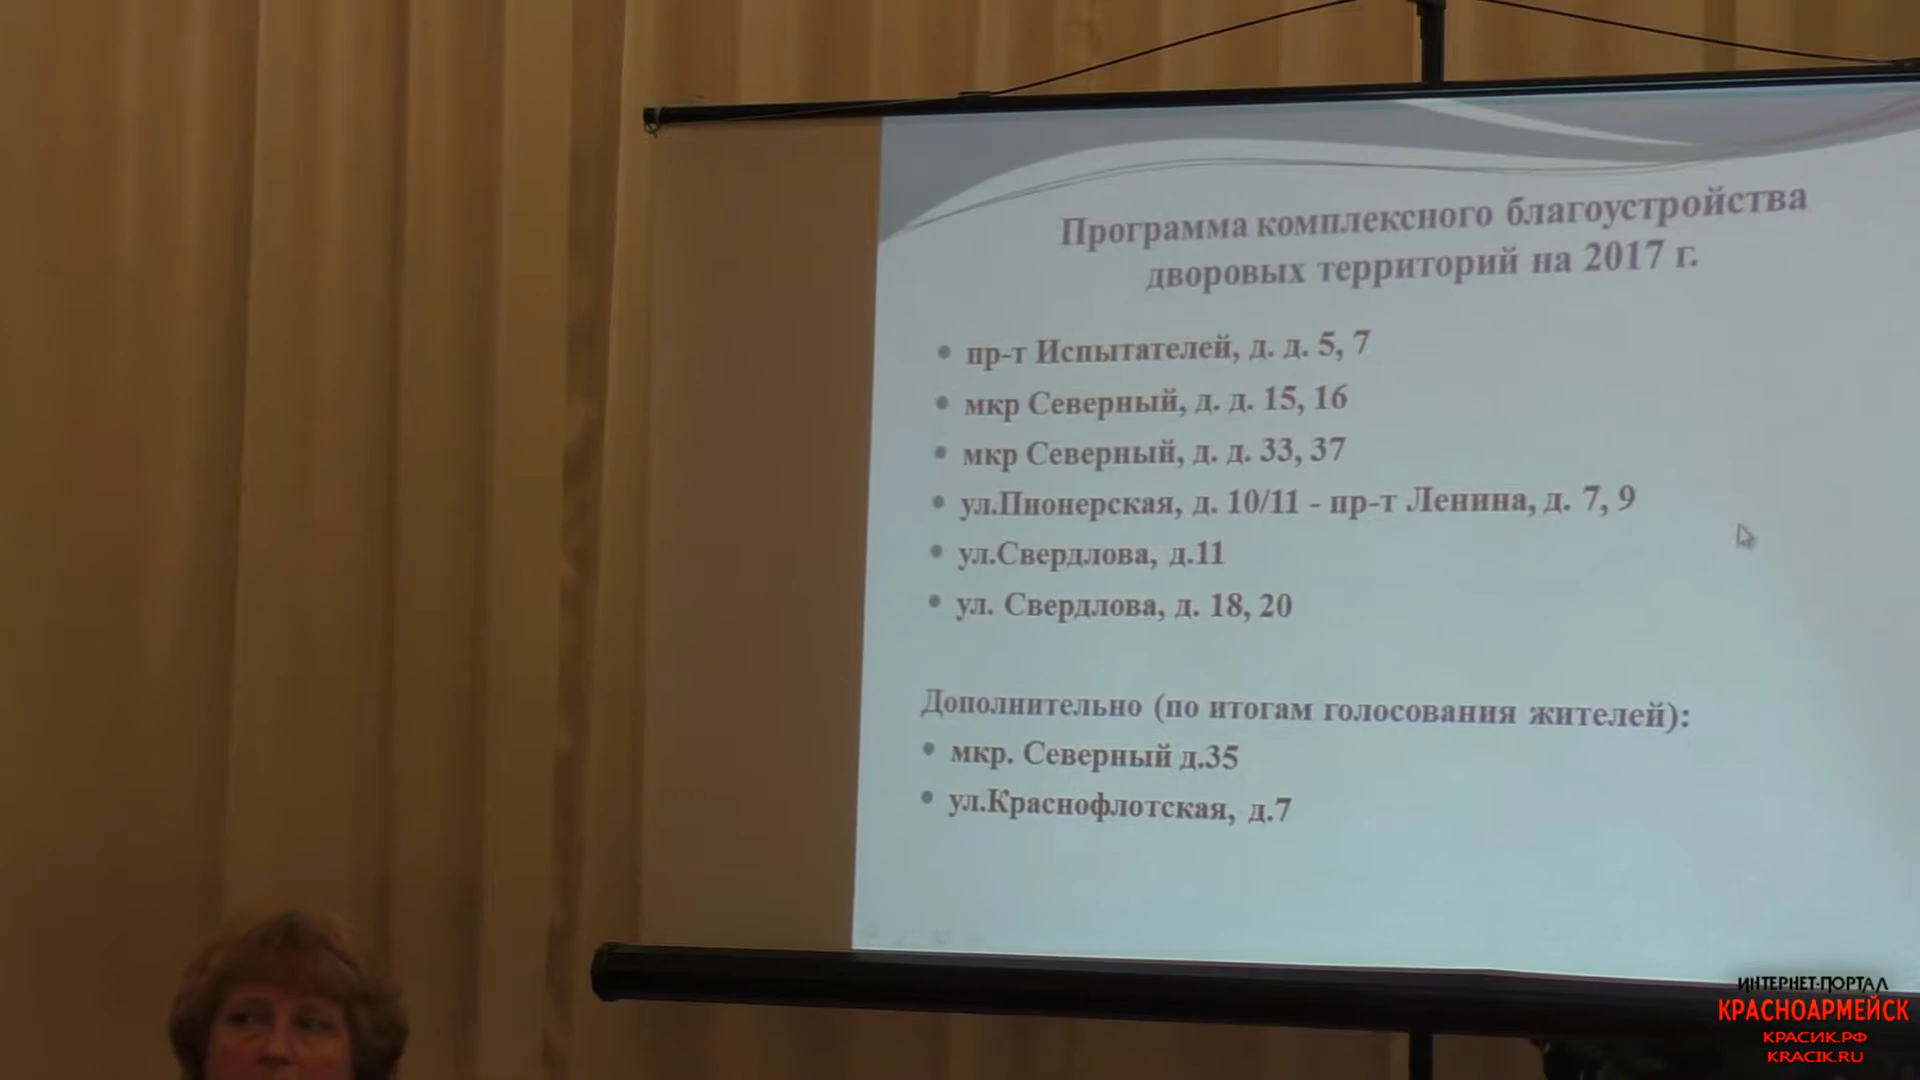 Программа комплексного благоустройства
дворовых территорий на 2017 г.
• пр-т Испытателей, д. д. 5, 7
• мкр Северный, д. д. 15, 16
• мкр Северный, д. д. 33, 37
• ул.Пионерская, д. 10/11 - пр-т Ленина, д. 7, 9
• ул.Свердлова, д.11
• ул. Свердлова, д. 18, 20
Дополнительно (по итогам голосования жителей):
• мкр. Северный д.35
• ул.Краснофлотская, д.7
ИНТЕРНЕТ-ПОРТАЛ
КРАСНОАРМЕЙСК
КРАСИК.РФ
KRACIK.RU